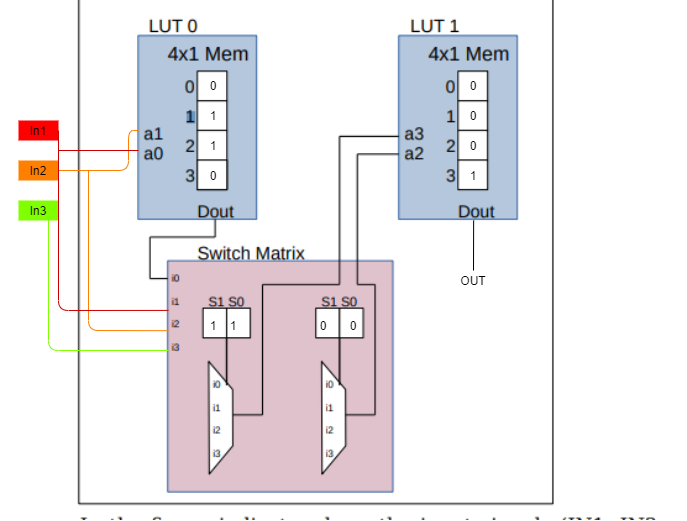 LUT 0
LUT 1
4x1 Mem
4x1 Mem
0 0
1 1
2 1
3 0
0 0
1 0
2 0
3 1
In1
In2
In3
a1
a0
a3
a2
Dout
Dout
OUT
Switch Matrix
i0
i1
i2
i3
S1 S0
1 1
S1 S0
0 0
i0
i1
i2
i3
i0
i1
i2
i3